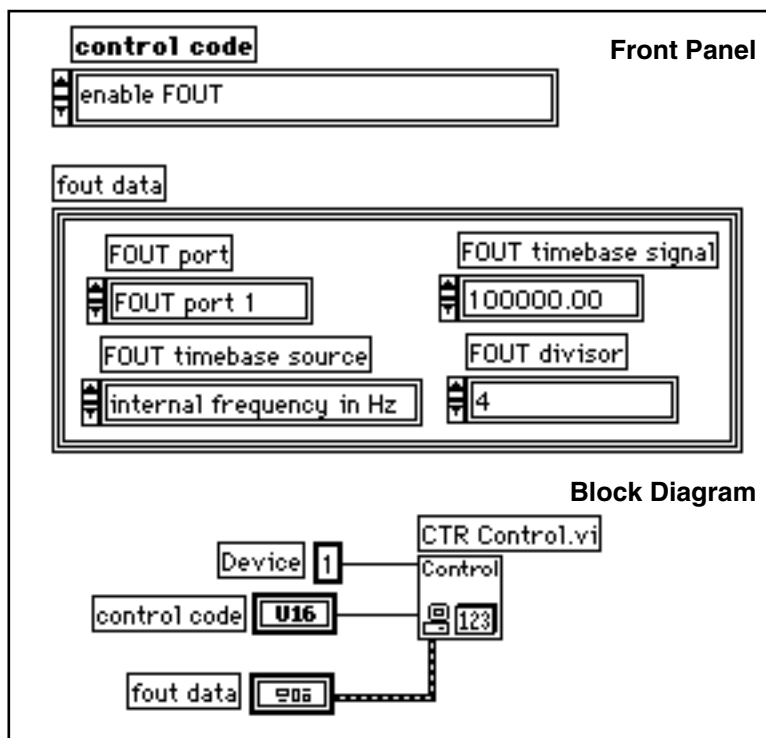 control code
Front Panel
enable FOUT
fout data
FOUT port
FOUT timebase signal
FOUT port 1
100000.00
FOUT timebase source
FOUT divisor
internal frequency in Hz
4
Block Diagram
CTR Control.vi
Device 1
Control
control code U16
123
fout data